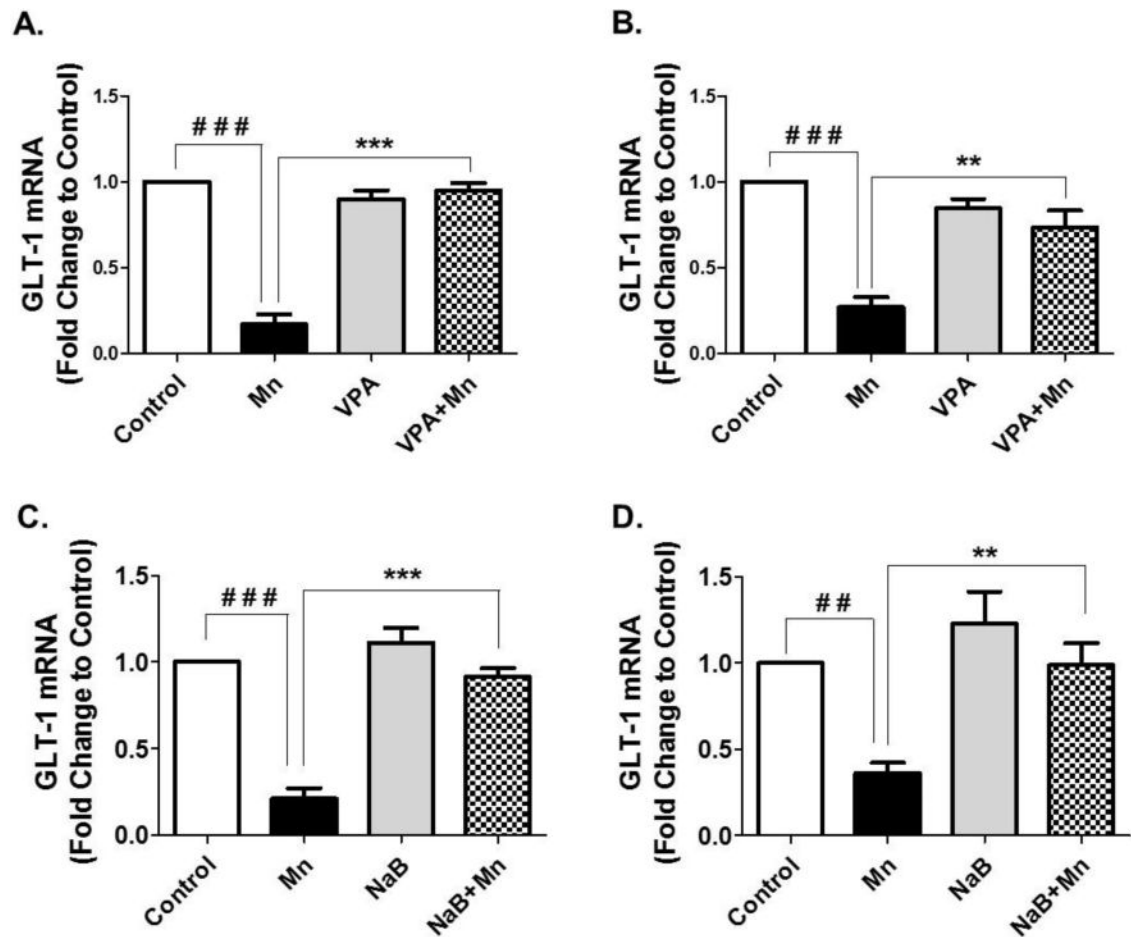 A.
GLT-1 mRNA
(Fold Change to Control)
1.5
1.0
0.5
0.0
# # #
***
Control
Mn
VPA
VPA+Mn
B.
GLT-1 mRNA
(Fold Change to Control)
1.5
1.0
0.5
0.0
# # #
**
Control
Mn
VPA
VPA+Mn
C.
GLT-1 mRNA
(Fold Change to Control)
1.5
1.0
0.5
0.0
# # #
***
Control
Mn
NaB
NaB+Mn
D.
GLT-1 mRNA
(Fold Change to Control)
1.5
1.0
0.5
0.0
# #
**
Control
Mn
NaB
NaB+Mn